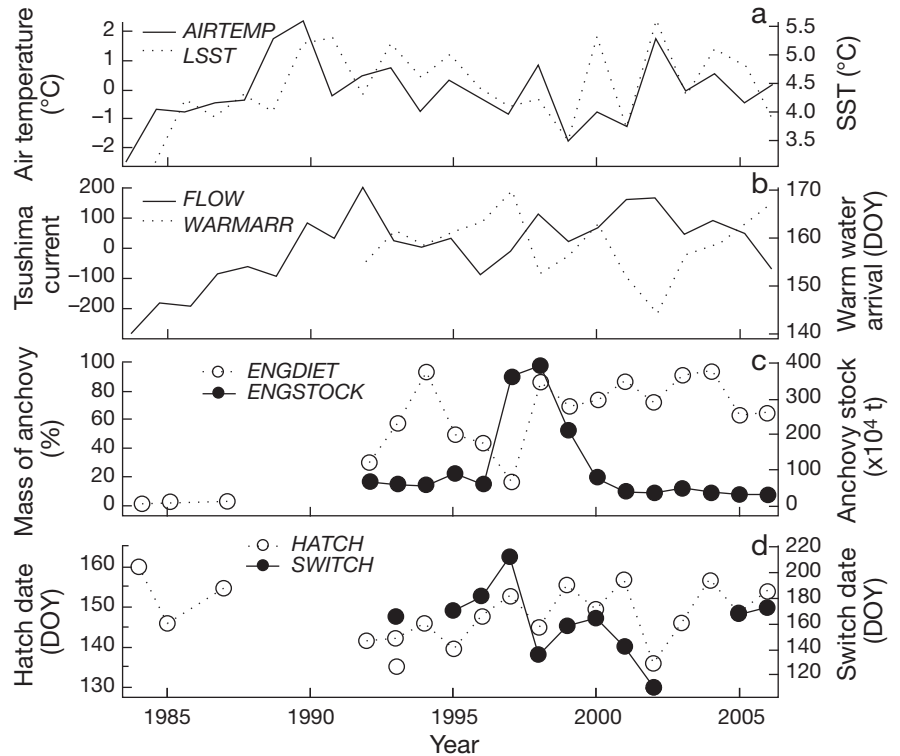 a
AIRTEMP
LSST
Air temperature
(°C)
2
1
0
–1
–2
5.5
5.0
4.5
4.0
3.5
SST (°C)
b
FLOW
WARMARR
Tsushima
current
200
100
0
–100
–200
170
160
150
140
Warm water
arrival (DOY)
c
ENGDIET
ENGSTOCK
Mass of anchovy
(%)
100
80
60
40
20
0
400
300
200
100
0
Anchovy stock
(x10⁴ t)
d
HATCH
SWITCH
Hatch date
(DOY)
160
150
140
130
220
200
180
160
140
120
Switch date
(DOY)
1985
1990
1995
2000
2005
Year